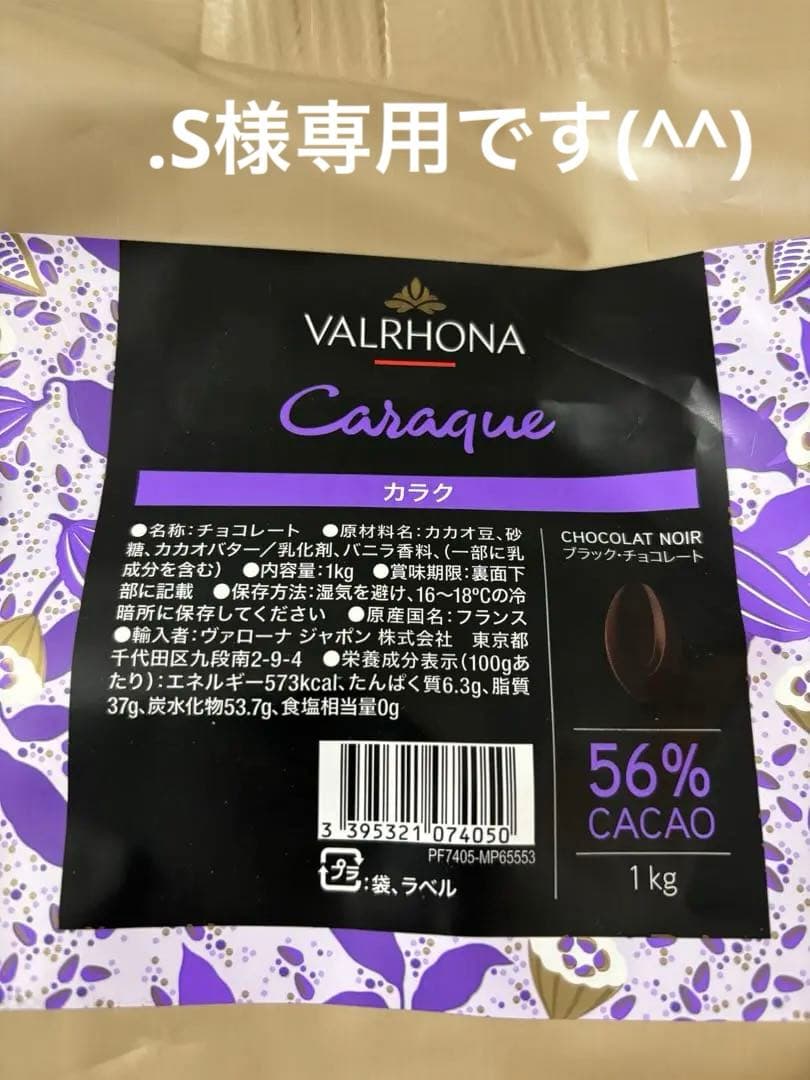 .S様専用です(^^)
VALRHONA
Caraque
カラク
●名称:チョコレート ●原材料名:カカオ豆、砂
糖、カカオバター/乳化剤、バニラ香料、(一部に乳
成分を含む) ●内容量:1kg ●賞味期限:裏面下
部に記載 ●保存方法:湿気を避け、16~18℃の冷
暗所に保存してください ●原産国名:フランス
●輸入者:ヴァローナ ジャポン 株式会社 東京都
千代田区九段南2-9-4 ●栄養成分表示(100gあ
たり):エネルギー573kcal、たんぱく質6.3g、脂質
37g、炭水化物53.7g、食塩相当量0g
CHOCOLAT NOIR
ブラック・チョコレート
56%
CACAO
1kg
3 395321 074050
PF7405-MP65553
プラ:袋、ラベル